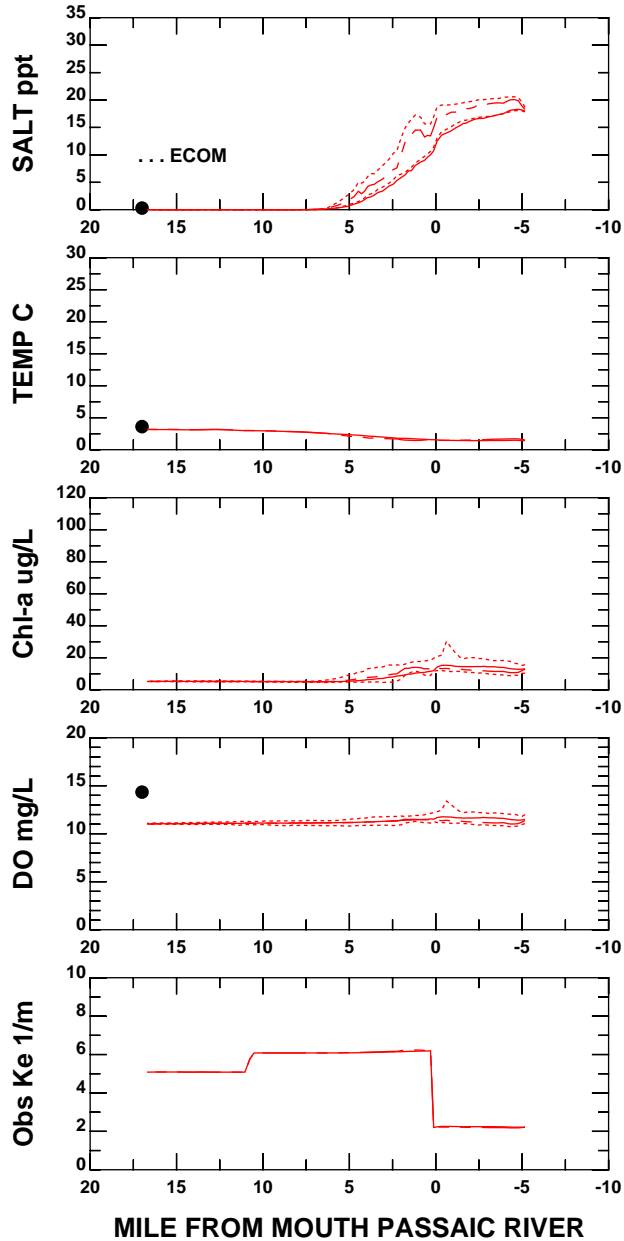 SALT ppt
35
30
25
20
15
10
5
0
. . . ECOM
20 15 10 5 0 -5 -10
TEMP C
30
25
20
15
10
5
0
20 15 10 5 0 -5 -10
Chl-a ug/L
120
100
80
60
40
20
0
20 15 10 5 0 -5 -10
DO mg/L
20
15
10
5
0
20 15 10 5 0 -5 -10
Obs Ke 1/m
10
8
6
4
2
0
20 15 10 5 0 -5 -10
MILE FROM MOUTH PASSAIC RIVER